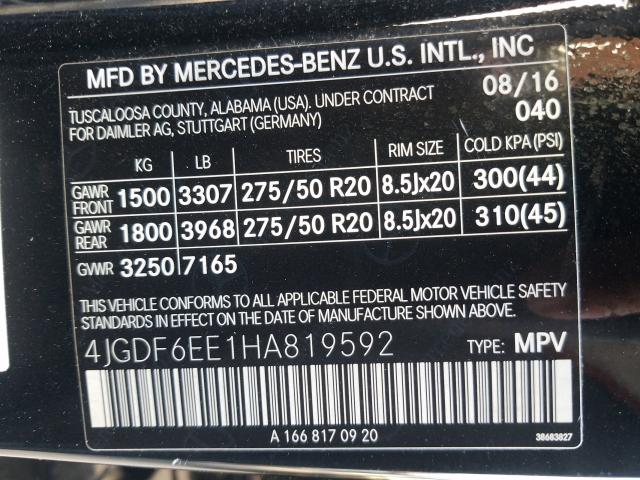 MFD BY MERCEDES-BENZ U.S. INTL., INC
TUSCALOOSA COUNTY, ALABAMA (USA). UNDER CONTRACT 08/16
FOR DAIMLER AG, STUTTGART (GERMANY) 040
KG LB TIRES RIM SIZE COLD KPA(PSI)
GAWR FRONT 1500 3307 275/50 R20 8.5Jx20 300(44)
GAWR REAR 1800 3968 275/50 R20 8.5Jx20 310(45)
GVWR 3250 7165
THIS VEHICLE CONFORMS TO ALL APPLICABLE FEDERAL MOTOR VEHICLE SAFETY
STANDARDS IN EFFECT ON THE DATE OF MANUFACTURE SHOWN ABOVE.
4JGDF6EE1HA819592 TYPE: MPV
A 166 817 09 20 38683827